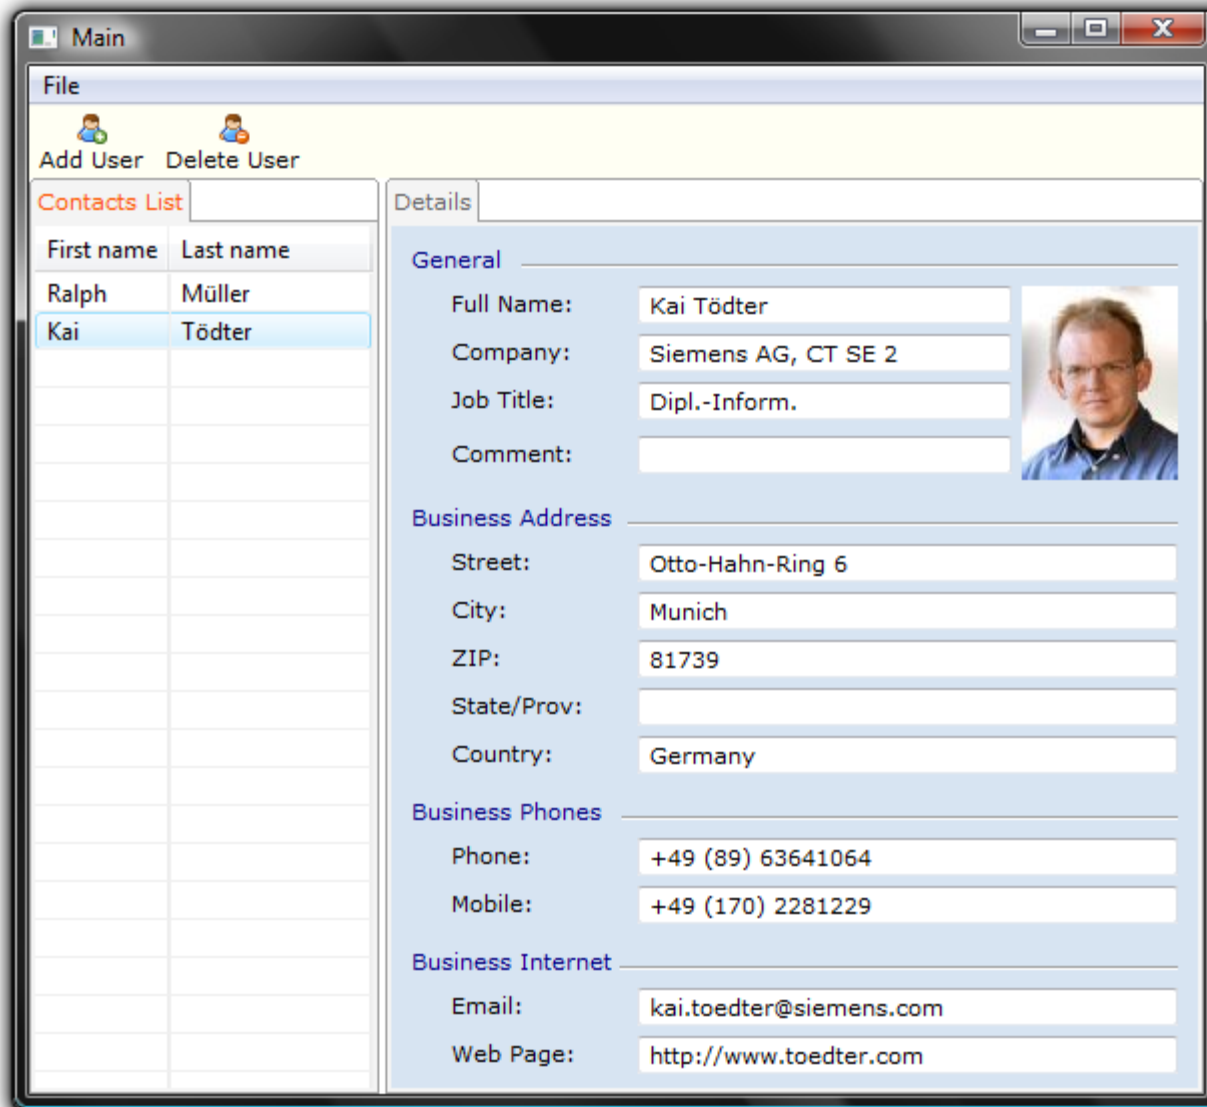 Main
File
Add User Delete User
Contacts List
First name Last name
Ralph Müller
Kai Tödter
Details
General
Full Name: Kai Tödter
Company: Siemens AG, CT SE 2
Job Title: Dipl.-Inform.
Comment:
Business Address
Street: Otto-Hahn-Ring 6
City: Munich
ZIP: 81739
State/Prov:
Country: Germany
Business Phones
Phone: +49 (89) 63641064
Mobile: +49 (170) 2281229
Business Internet
Email: kai.toedter@siemens.com
Web Page: http://www.toedter.com